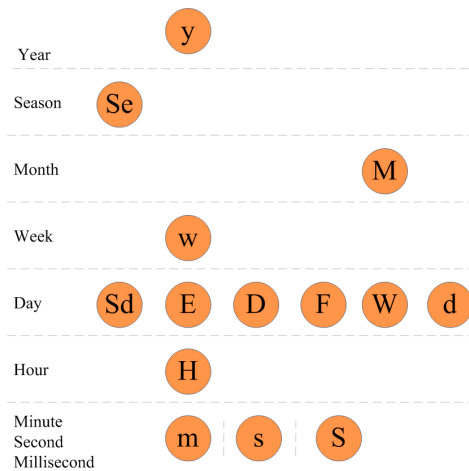 y
Year
Season Se
Month M
Week w
Day Sd E D F W d
Hour H
Minute
Second m s S
Millisecond